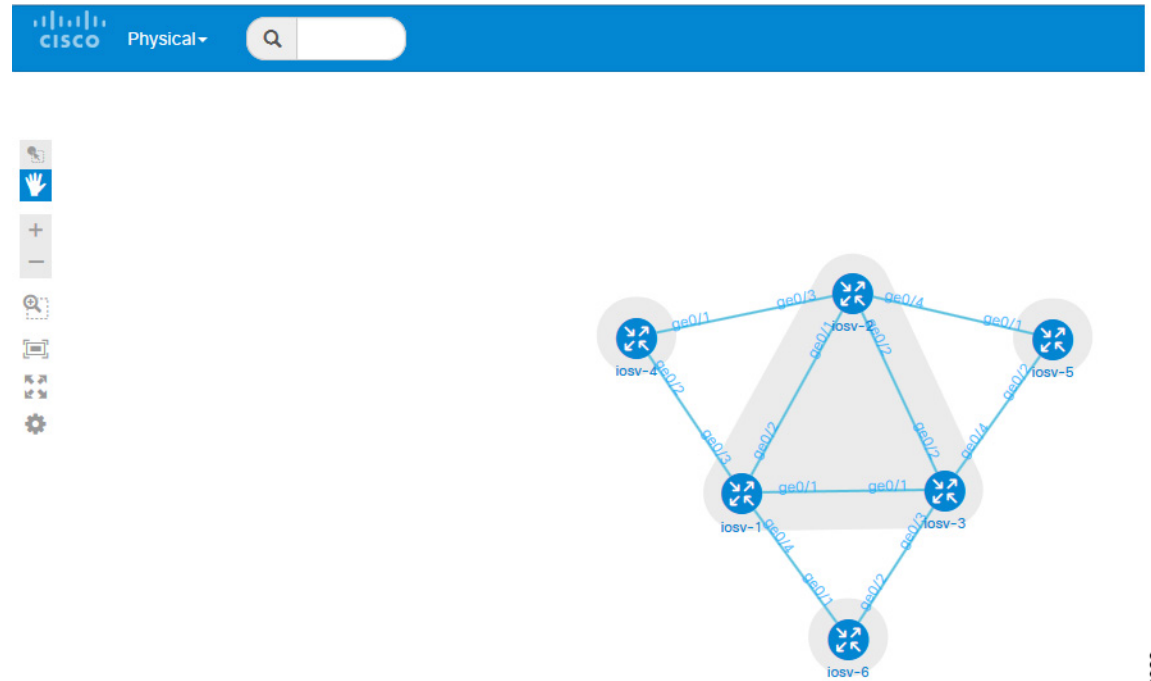 CISCO
Physical
ge0/3
ge0/4
ge0/1
ge0/1
iosv-2
ge0/1
ge0/2
iosv-4
ge0/2
ge0/2
iosv-5
ge0/3
ge0/2
ge0/2
ge0/4
ge0/1
ge0/1
iosv-1
iosv-3
ge0/4
ge0/3
ge0/1
ge0/2
iosv-6